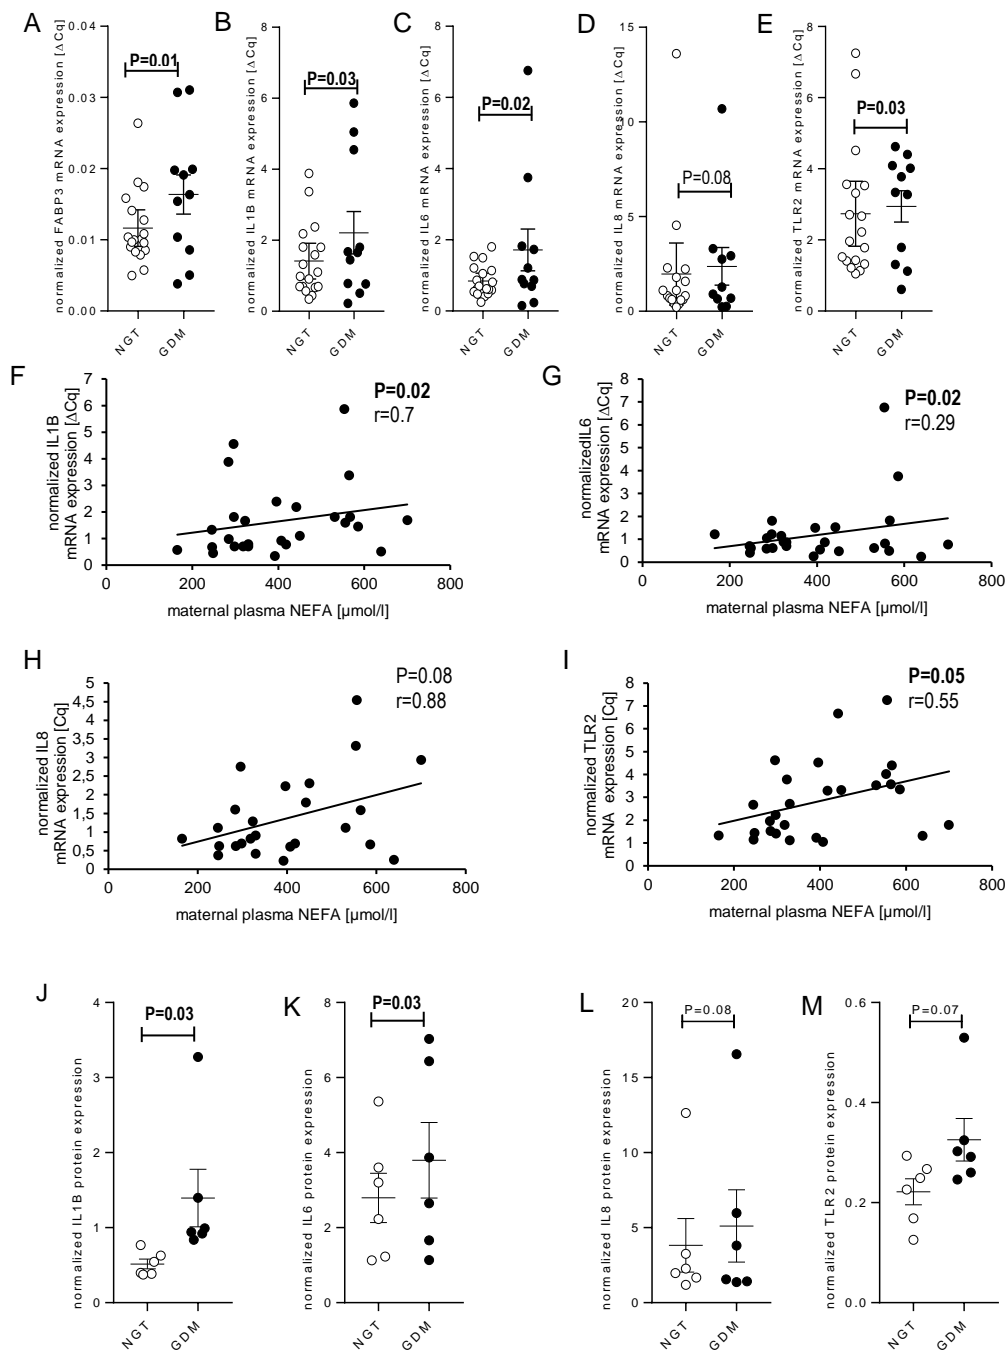 A
normalized FABP3 mRNA expression [ΔCq]
0.04
0.03
0.02
0.01
0.00
P=0.01
NGT
GDM
B
normalized IL1B mRNA expression [ΔCq]
8
6
4
2
0
P=0.03
NGT
GDM
C
normalized IL6 mRNA expression [ΔCq]
8
6
4
2
0
P=0.02
NGT
GDM
D
normalized IL8 mRNA expression [ΔCq]
15
10
5
0
P=0.08
NGT
GDM
E
normalized TLR2 mRNA expression [ΔCq]
8
6
4
2
0
P=0.03
NGT
GDM
F
normalized IL1B
mRNA expression [ΔCq]
7
6
5
4
3
2
1
0
P=0.02
r=0.7
0 200 400 600 800
maternal plasma NEFA [µmol/l]
G
normalizedIL6
mRNA expression [ΔCq]
8
7
6
5
4
3
2
1
0
P=0.02
r=0.29
0 200 400 600 800
maternal plasma NEFA [µmol/l]
H
normalized IL8
mRNA expression [Cq]
5
4,5
4
3,5
3
2,5
2
1,5
1
0,5
0
P=0.08
r=0.88
0 200 400 600 800
maternal plasma NEFA [µmol/l]
I
normalized TLR2
mRNA expression [Cq]
8
7
6
5
4
3
2
1
0
P=0.05
r=0.55
0 200 400 600 800
maternal plasma NEFA [µmol/l]
J
normalized IL1B protein expression
4
3
2
1
0
P=0.03
NGT
GDM
K
normalized IL6 protein expression
8
6
4
2
0
P=0.03
NGT
GDM
L
normalized IL8 protein expression
20
15
10
5
0
P=0.08
NGT
GDM
M
normalized TLR2 protein expression
0.6
0.4
0.2
0.0
P=0.07
NGT
GDM